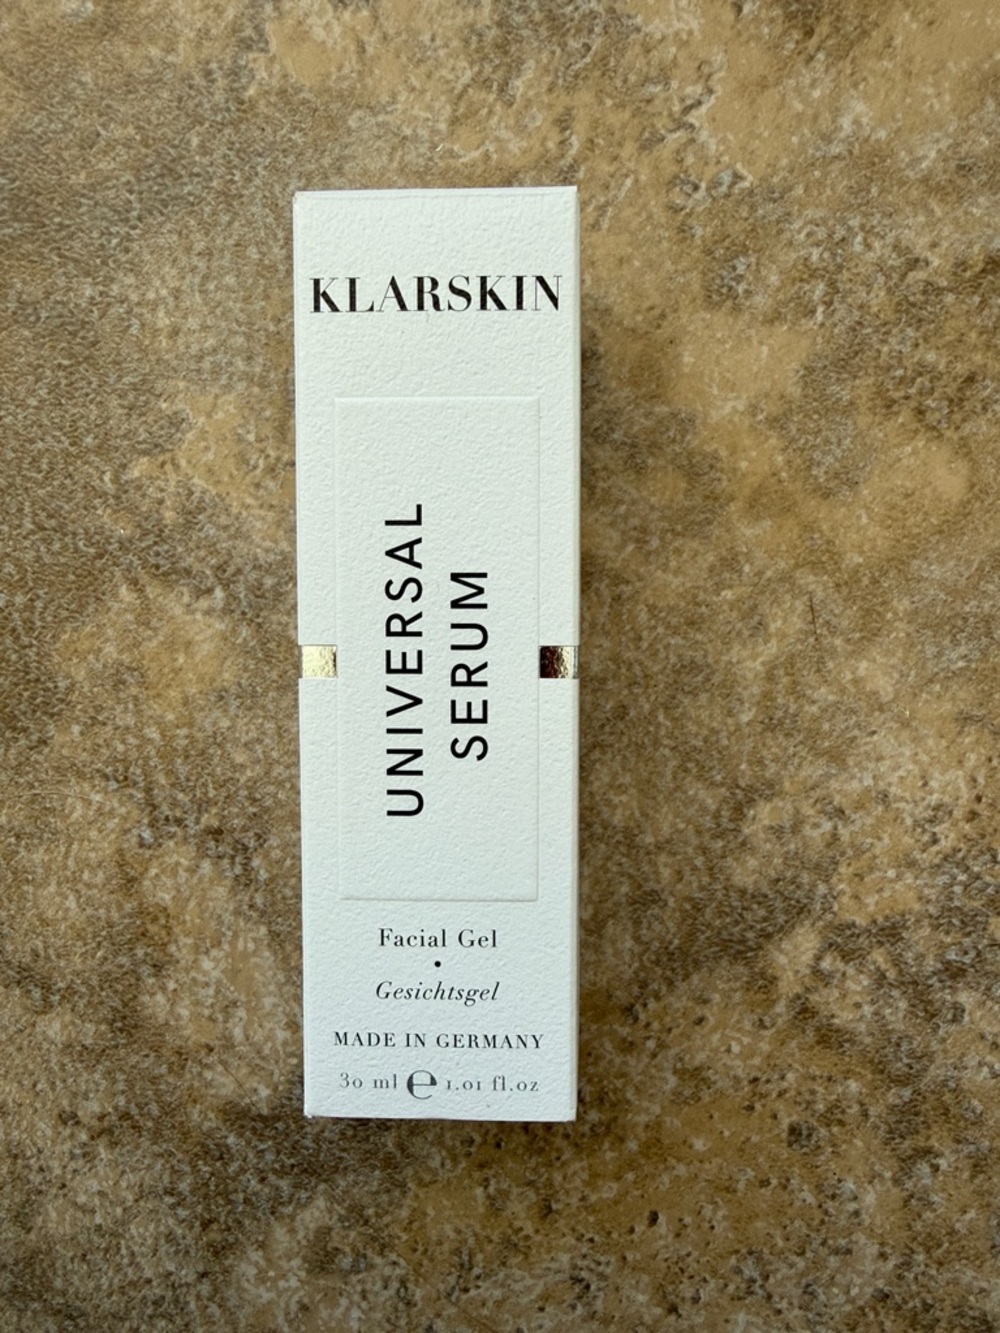 KLARSKIN
UNIVERSAL
SERUM
Facial Gel
•
Gesichtsgel
MADE IN GERMANY
30 ml ℮ 1.01 fl.oz